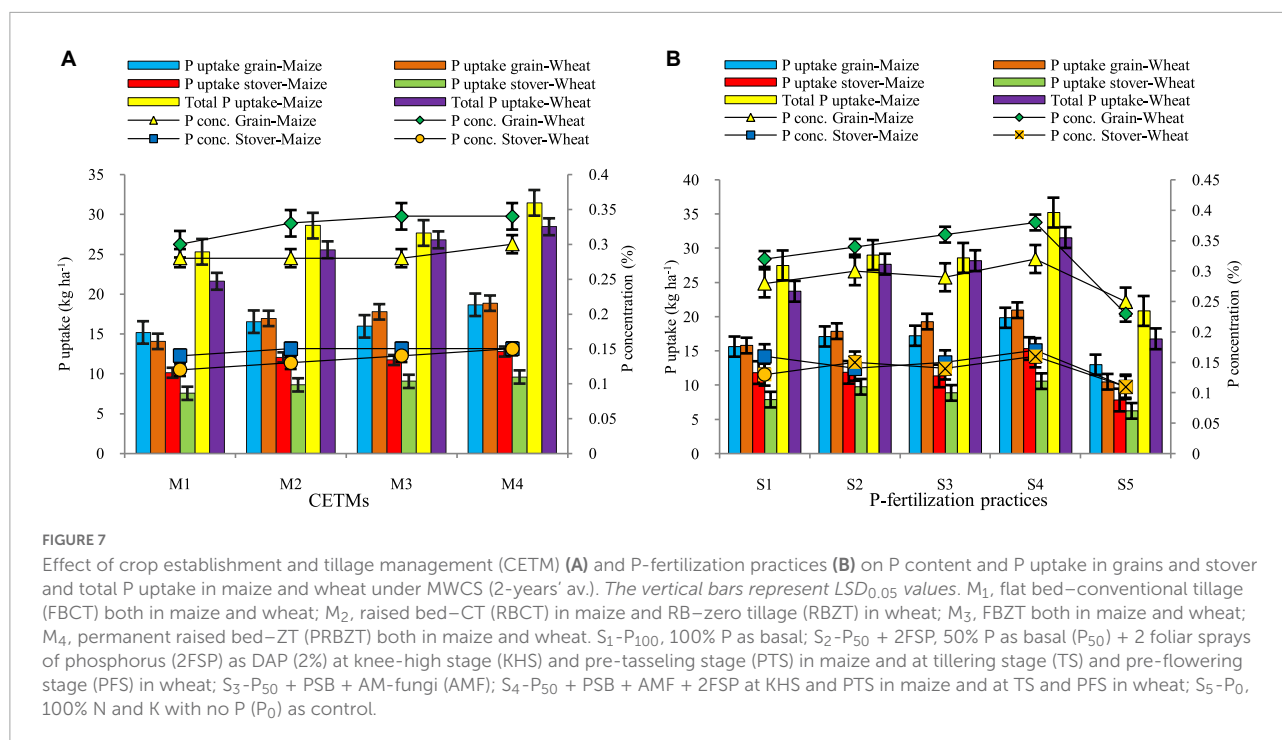 A
P uptake grain-Maize
P uptake grain-Wheat
P uptake stover-Maize
P uptake stover-Wheat
Total P uptake-Maize
Total P uptake-Wheat
P conc. Grain-Maize
P conc. Grain-Wheat
P conc. Stover-Maize
P conc. Stover-Wheat
P uptake (kg ha⁻¹)
35
30
25
20
15
10
5
0
0.4
0.35
0.3
0.25
0.2
0.15
0.1
0.05
0
P concentration (%)
M1 M2 M3 M4
CETMs
B
P uptake grain-Maize
P uptake grain-Wheat
P uptake stover-Maize
P uptake stover-Wheat
Total P uptake-Maize
Total P uptake-Wheat
P conc. Grain-Maize
P conc. Grain-Wheat
P conc. Stover-Maize
P conc. Stover-Wheat
P uptake (kg ha⁻¹)
40
35
30
25
20
15
10
5
0
0.45
0.4
0.35
0.3
0.25
0.2
0.15
0.1
0.05
0
P concentration (%)
S1 S2 S3 S4 S5
P-fertilization practices
FIGURE 7
Effect of crop establishment and tillage management (CETM) (A) and P-fertilization practices (B) on P content and P uptake in grains and stover
and total P uptake in maize and wheat under MWCS (2-years' av.). The vertical bars represent LSD₀.₀₅ values. M₁, flat bed–conventional tillage
(FBCT) both in maize and wheat; M₂, raised bed–CT (RBCT) in maize and RB–zero tillage (RBZT) in wheat; M₃, FBZT both in maize and wheat;
M₄, permanent raised bed–ZT (PRBZT) both in maize and wheat. S₁-P₁₀₀, 100% P as basal; S₂-P₅₀ + 2FSP, 50% P as basal (P₅₀) + 2 foliar sprays
of phosphorus (2FSP) as DAP (2%) at knee-high stage (KHS) and pre-tasseling stage (PTS) in maize and at tillering stage (TS) and pre-flowering
stage (PFS) in wheat; S₃-P₅₀ + PSB + AM-fungi (AMF); S₄-P₅₀ + PSB + AMF + 2FSP at KHS and PTS in maize and at TS and PFS in wheat; S₅-P₀,
100% N and K with no P (P₀) as control.